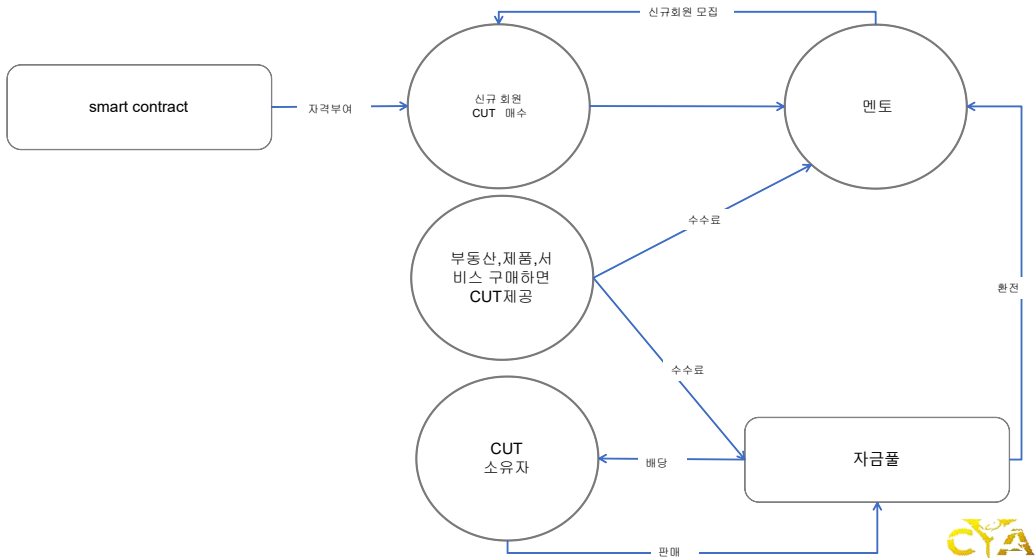 신규회원 모집
smart contract
자격부여
신규 회원
CUT 매수
멘토
수수료
부동산,제품,서
비스 구매하면
CUT제공
환전
수수료
CUT
소유자
배당
자금풀
판매
CYA